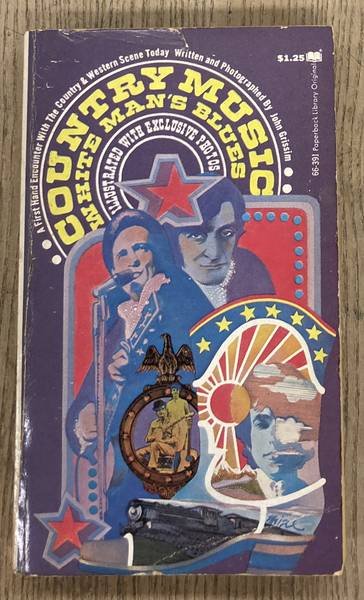 A First Hand Encounter With The Country & Western Scene Today Written and Photographed By John Grissim
$1.25
66-391 Paperback Library Original
COUNTRY MUSIC
WHITE MAN'S BLUES
ILLUSTRATED WITH EXCLUSIVE PHOTOS